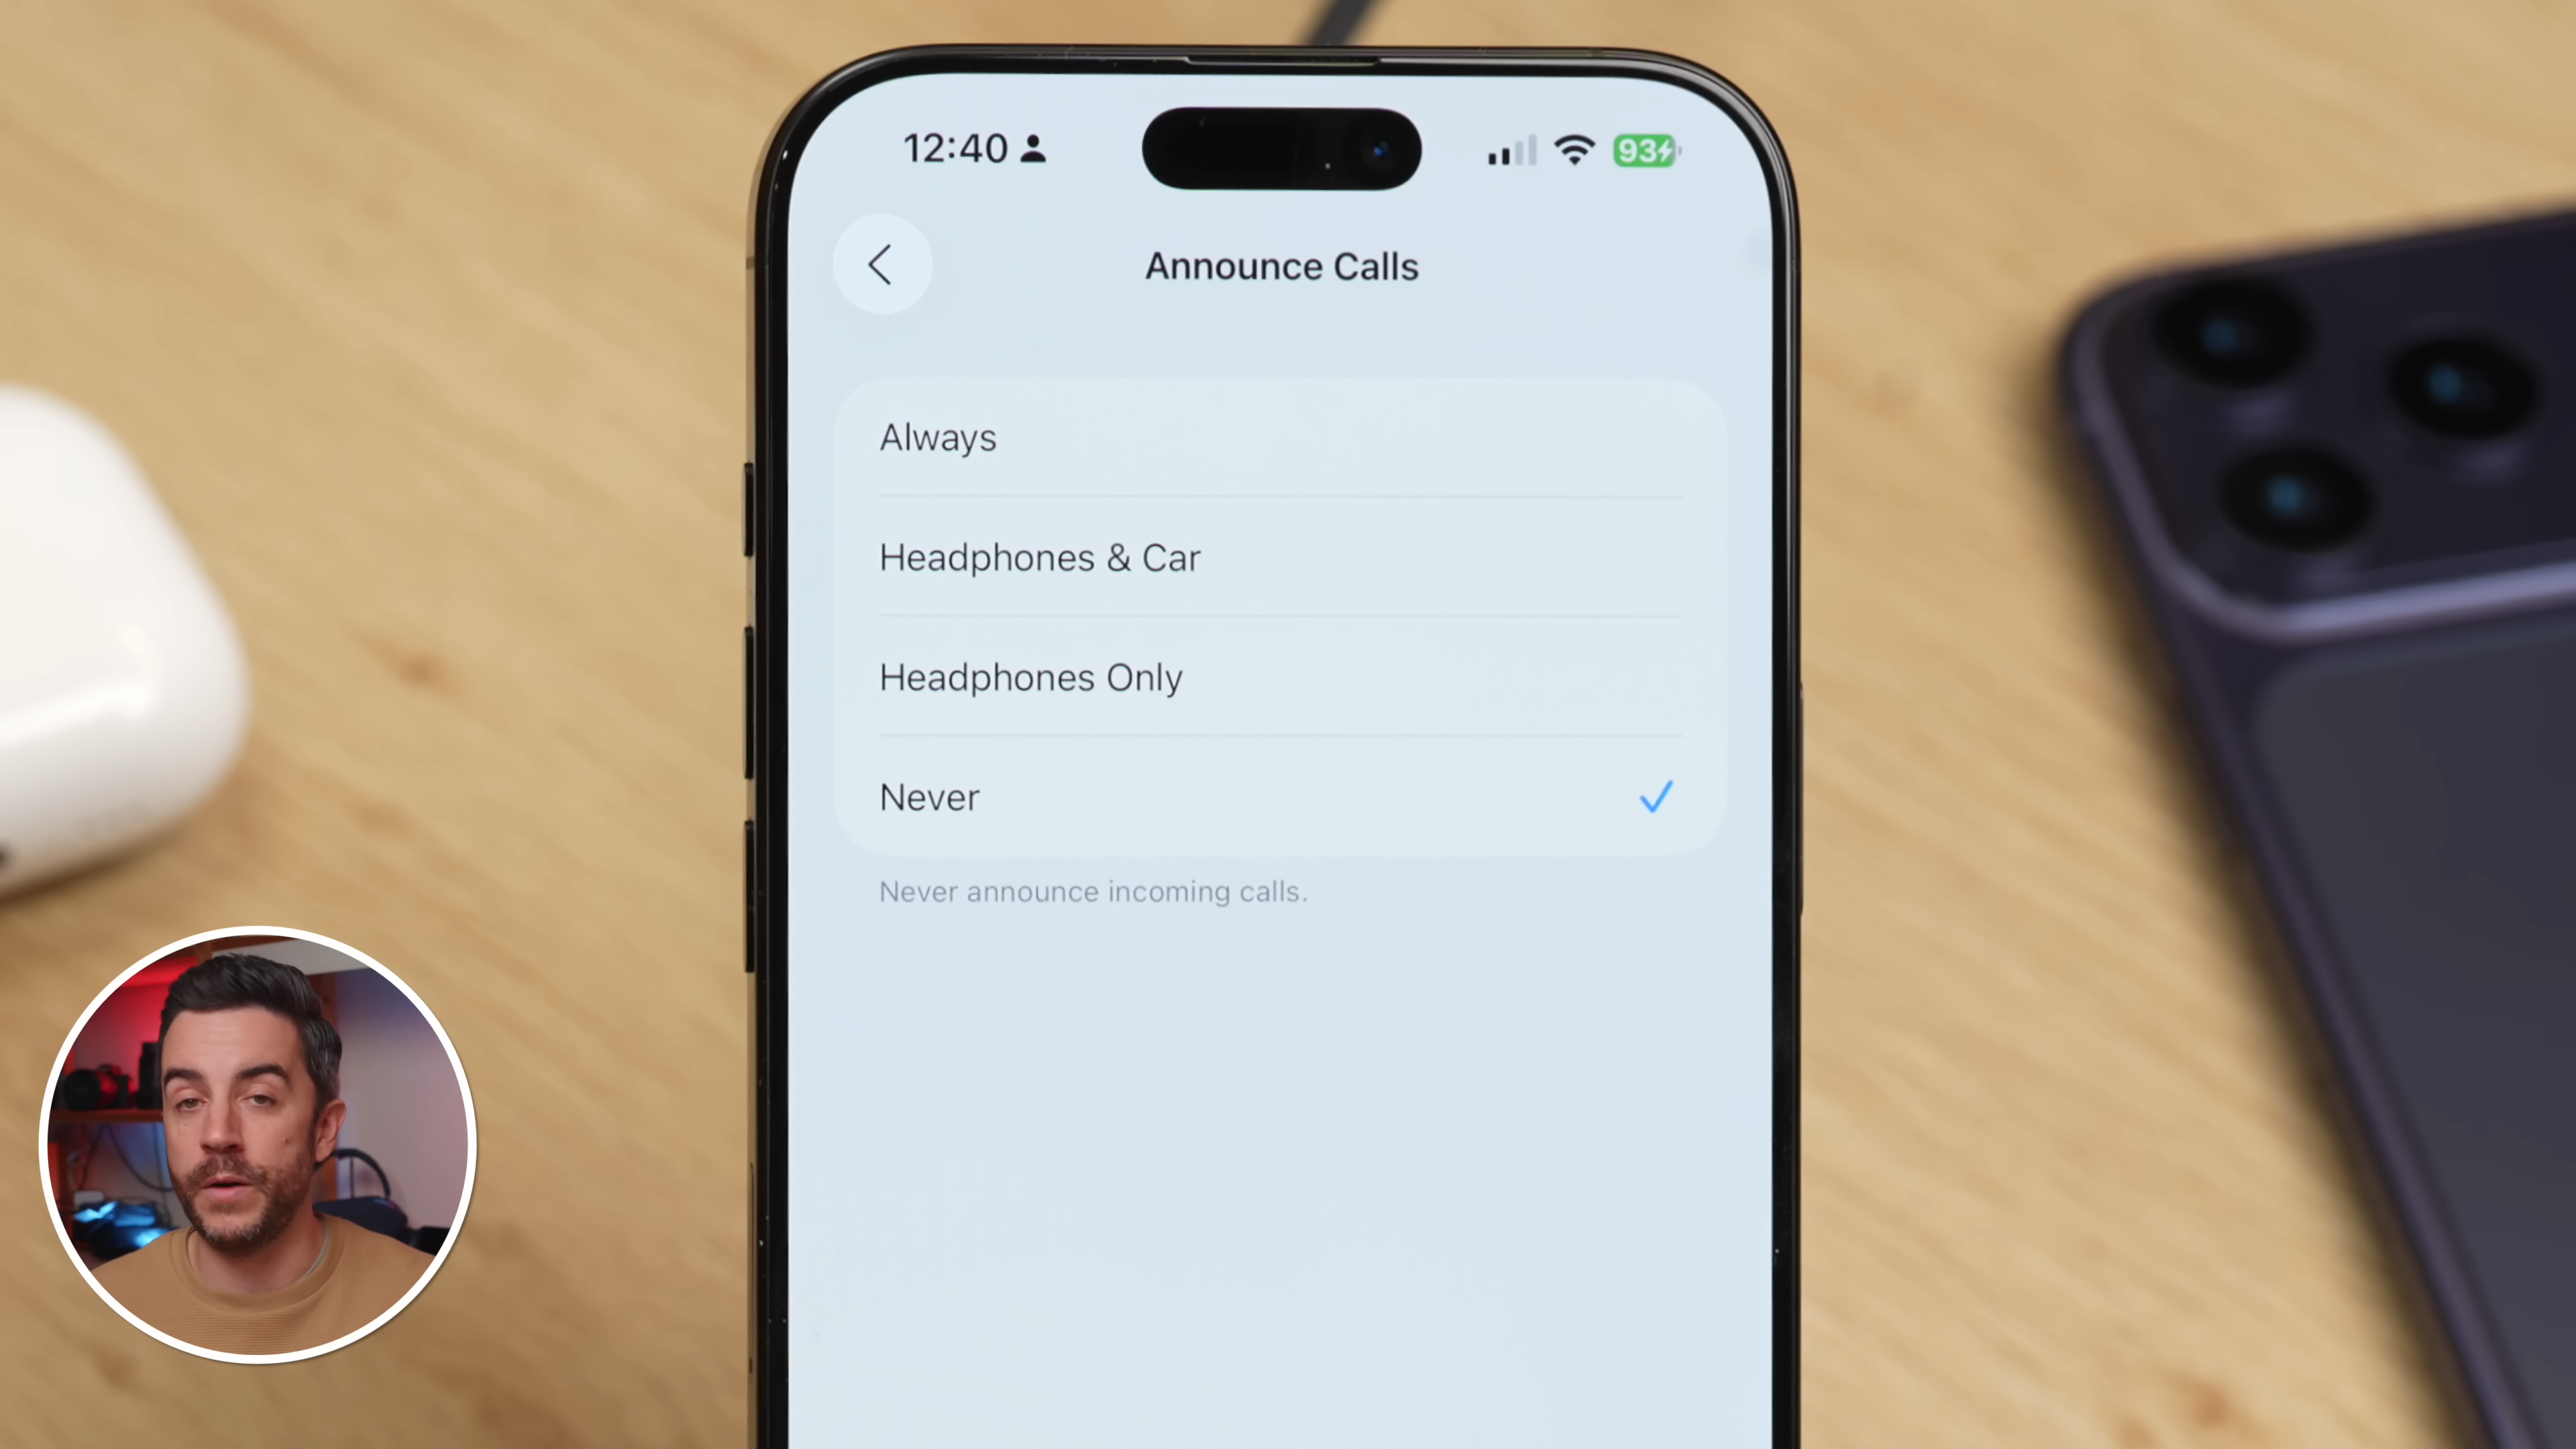 12:40
93
Announce Calls
Always
Headphones & Car
Headphones Only
Never
Never announce incoming calls.